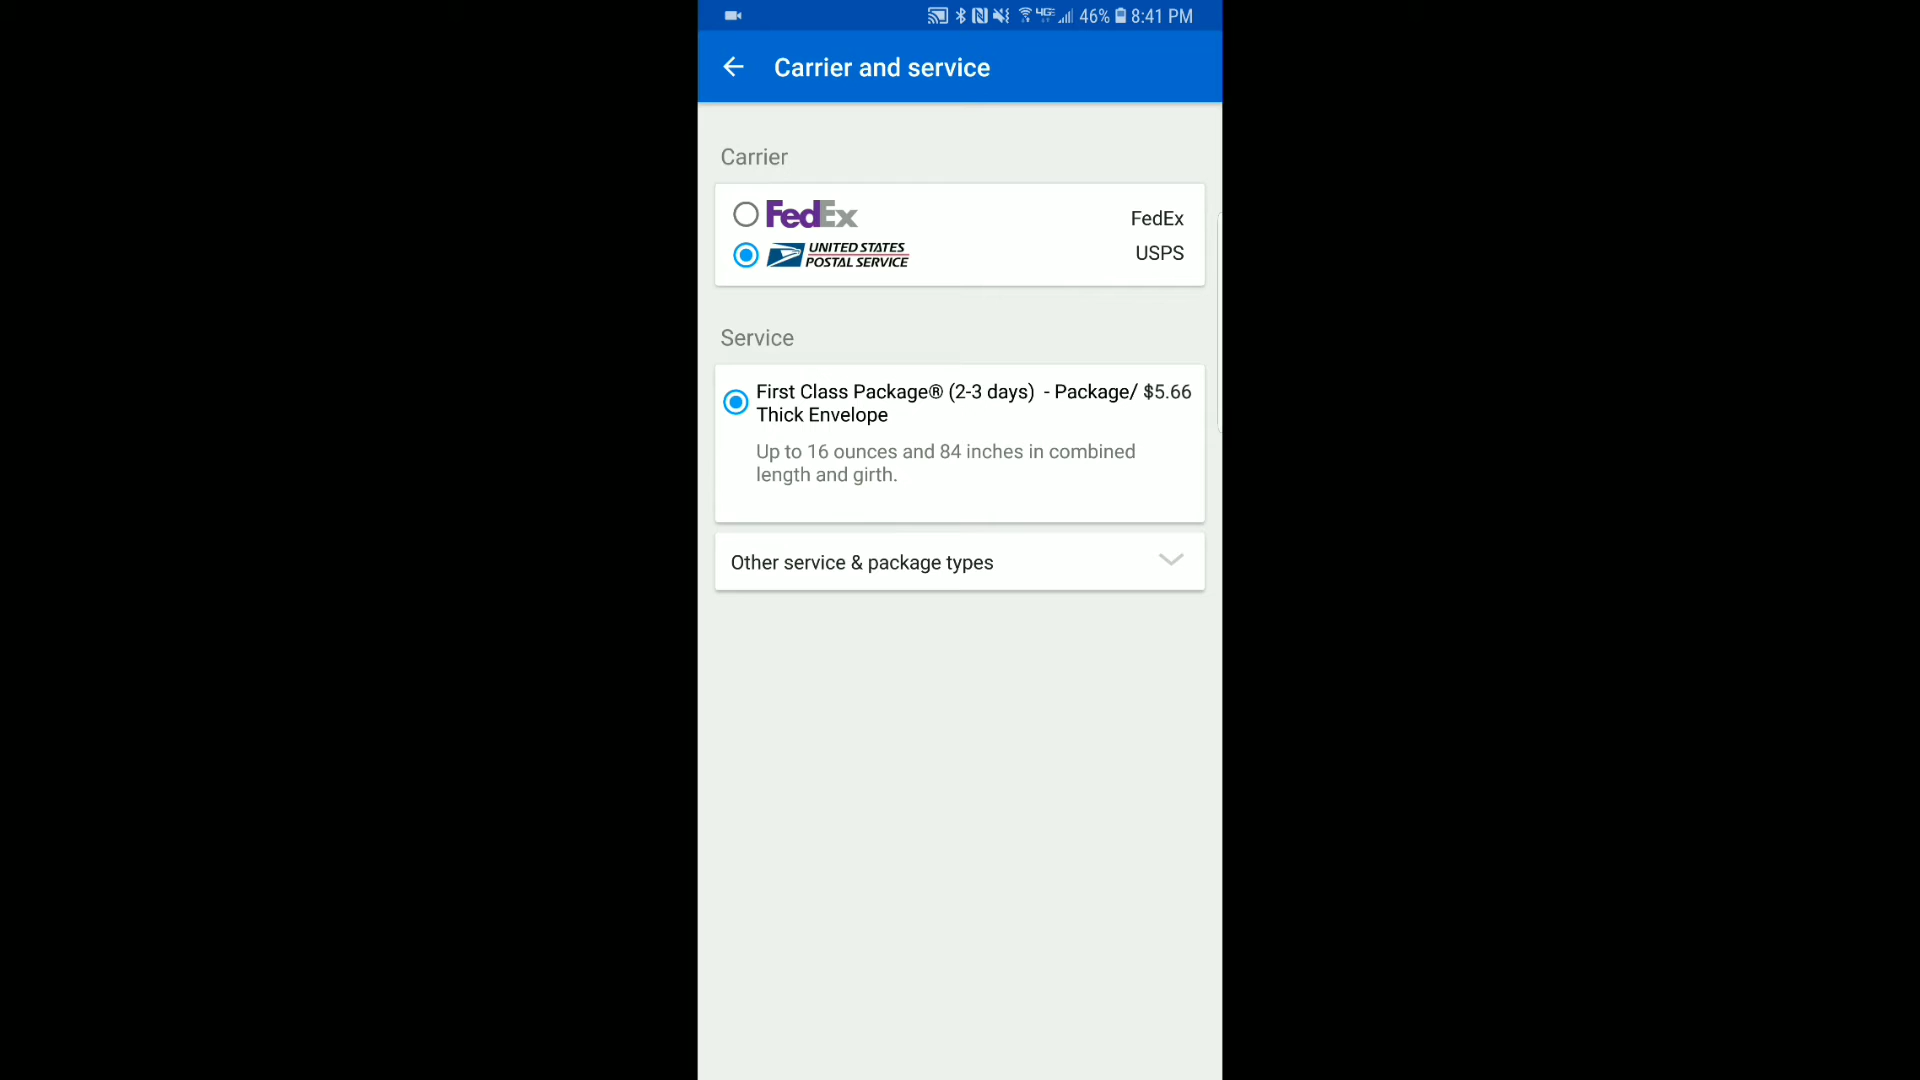 46% 8:41 PM
Carrier and service
Carrier
FedEx FedEx
UNITED STATES
POSTAL SERVICE USPS
Service
First Class Package® (2-3 days) - Package/ $5.66
Thick Envelope
Up to 16 ounces and 84 inches in combined
length and girth.
Other service & package types